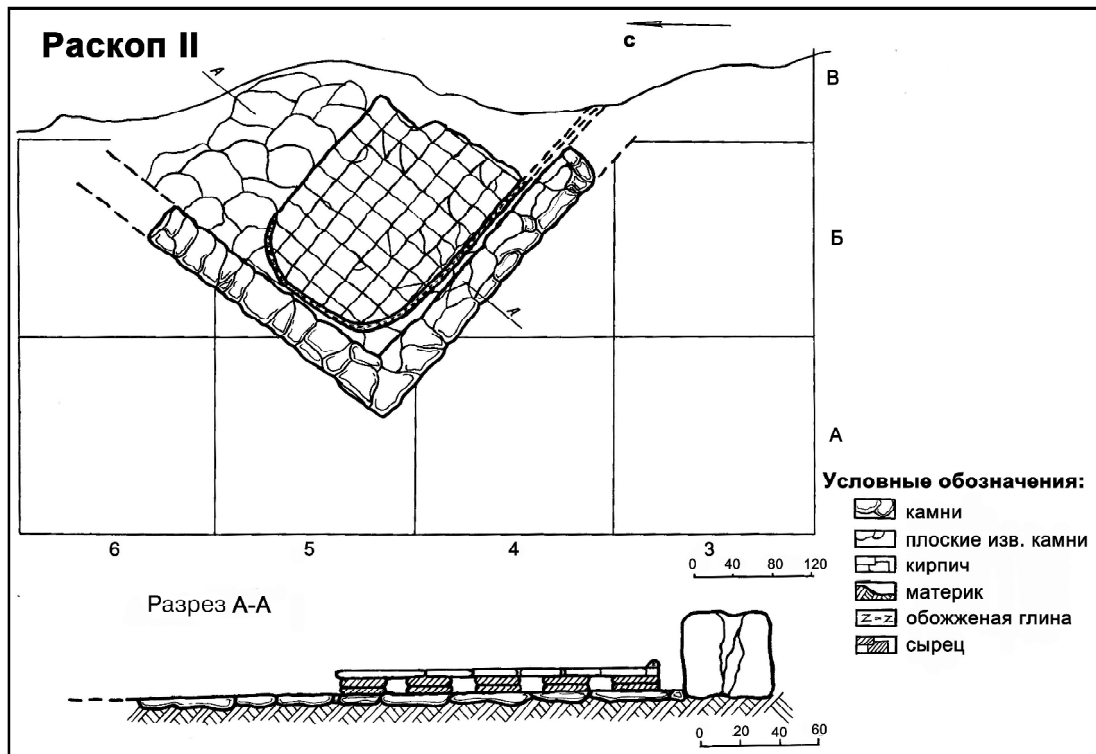 Раскоп II
с
А
В
Б
А
А
6 5 4 3
Условные обозначения:
камни
плоские изв. камни
кирпич
материк
обожженая глина
сырец
0 40 80 120
Разрез А-А
0 20 40 60